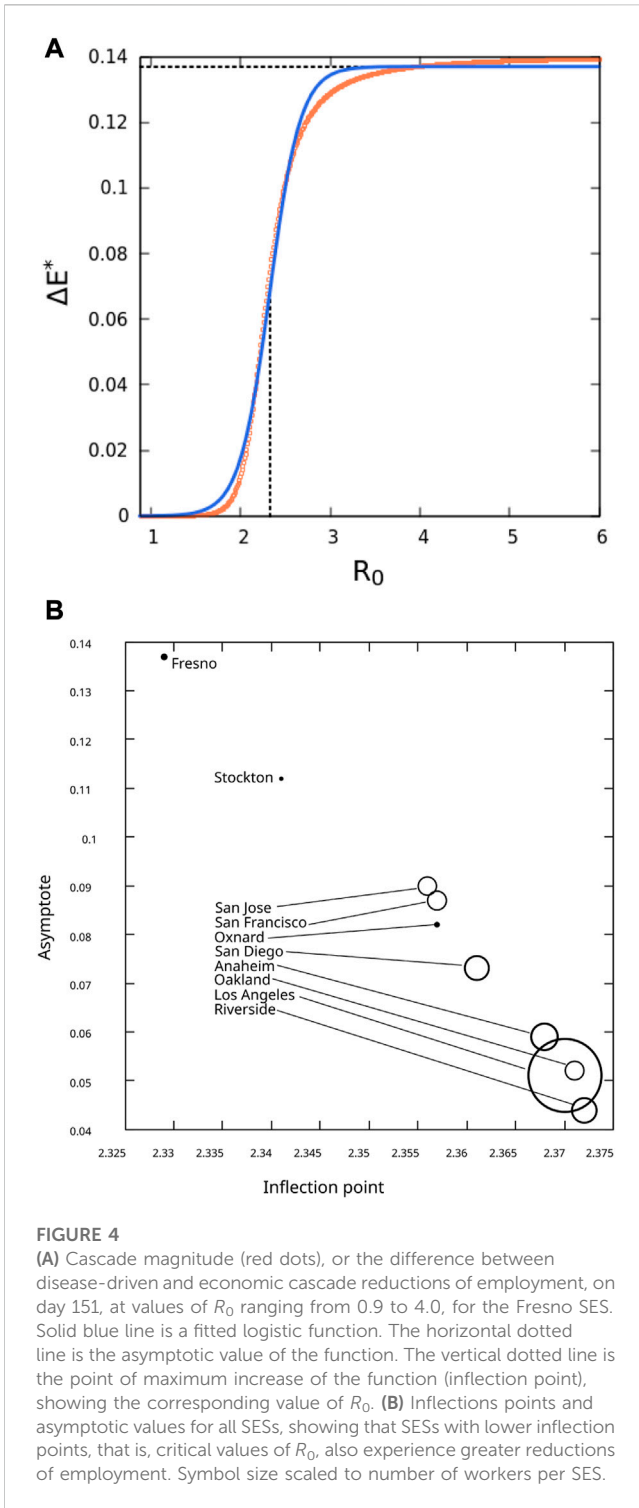 A
0.14
0.12
0.1
0.08
0.06
0.04
0.02
0
ΔE*
1 2 3 4 5 6
R0
B
0.14
0.13
0.12
0.11
0.1
0.09
0.08
0.07
0.06
0.05
0.04
Asymptote
Fresno
Stockton
San Jose
San Francisco
Oxnard
San Diego
Anaheim
Oakland
Los Angeles
Riverside
2.325 2.33 2.335 2.34 2.345 2.35 2.355 2.36 2.365 2.37 2.375
Inflection point
FIGURE 4
(A) Cascade magnitude (red dots), or the difference between
disease-driven and economic cascade reductions of employment, on
day 151, at values of R0 ranging from 0.9 to 4.0, for the Fresno SES.
Solid blue line is a fitted logistic function. The horizontal dotted
line is the asymptotic value of the function. The vertical dotted line is
the point of maximum increase of the function (inflection point),
showing the corresponding value of R0. (B) Inflections points and
asymptotic values for all SESs, showing that SESs with lower inflection
points, that is, critical values of R0, also experience greater reductions
of employment. Symbol size scaled to number of workers per SES.